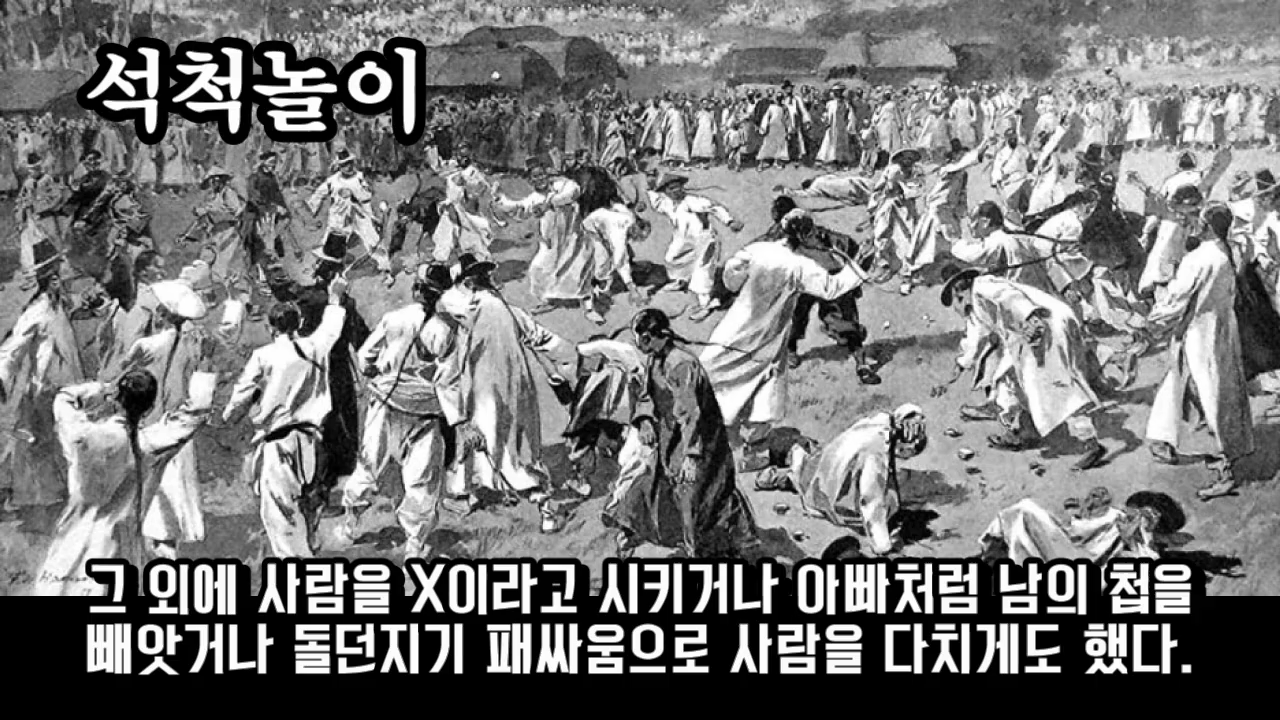 석척놀이
그 외에 사람을 X이라고 시키거나 아빠처럼 남의 첩을
빼앗거나 돌던지기 패싸움으로 사람을 다치게도 했다.